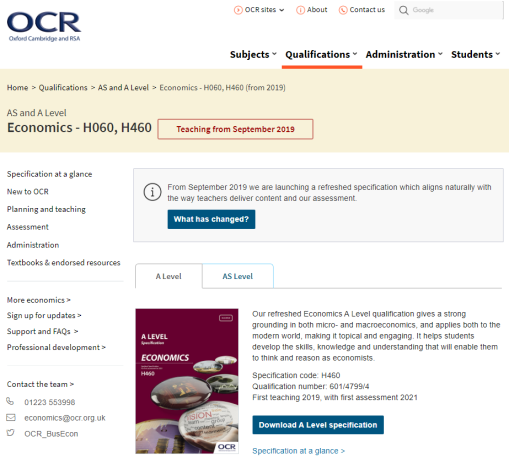 OCR sites
About
Contact us
Google
OCR
Oxford Cambridge and RSA
Subjects
Qualifications
Administration
Students
Home > Qualifications > AS and A Level > Economics - H060, H460 (from 2019)
AS and A Level
Economics - H060, H460
Teaching from September 2019
Specification at a glance
New to OCR
Planning and teaching
Assessment
Administration
Textbooks & endorsed resources
More economics >
Sign up for updates >
Support and FAQs >
Professional development >
Contact the team >
01223 553998
economics@ocr.org.uk
OCR_BusEcon
From September 2019 we are launching a refreshed specification which aligns naturally with
the way teachers deliver content and our assessment.
What has changed?
A Level
AS Level
A LEVEL
Specification
ECONOMICS
H460
OCR
Our refreshed Economics A Level qualification gives a strong
grounding in both micro- and macroeconomics, and applies both to the
modern world, making it topical and engaging. It helps students
develop the skills, knowledge and understanding that will enable them
to think and reason as economists.
Specification code: H460
Qualification number: 601/4799/4
First teaching 2019, with first assessment 2021
Download A Level specification
Specification at a glance >